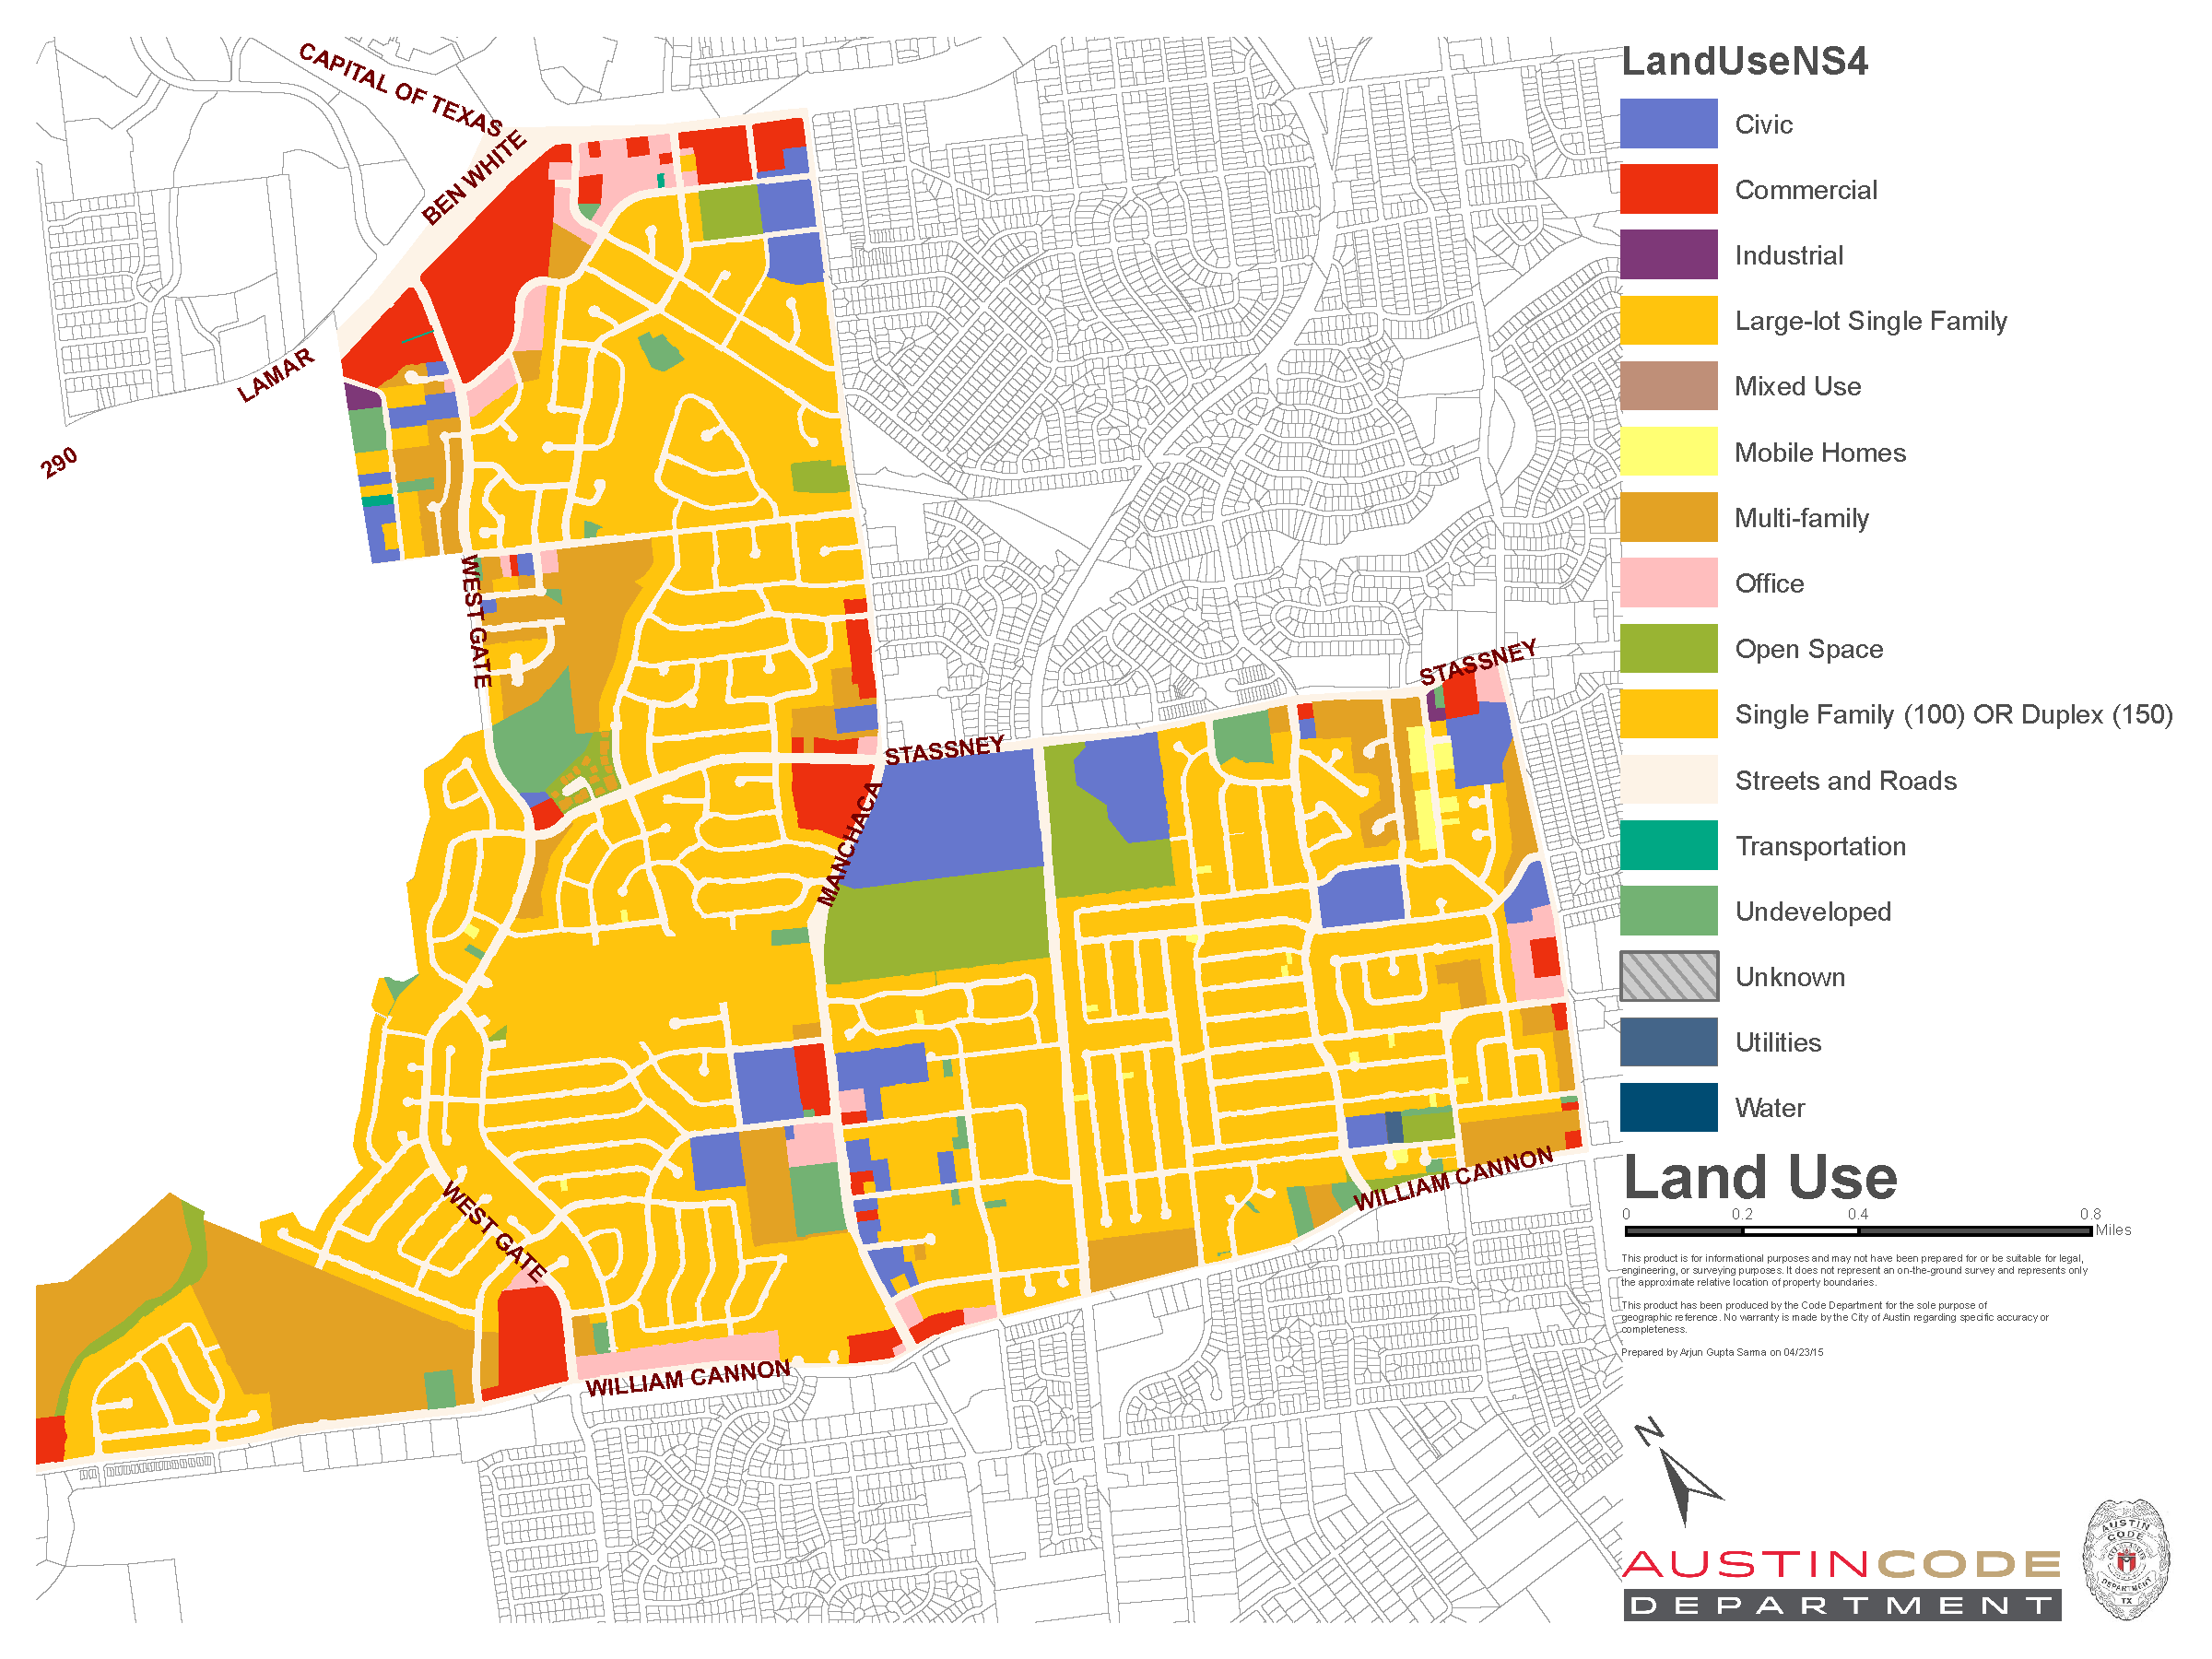 CAPITAL OF TEXAS
BEN WHITE
LAMAR
290
WEST GATE
STASSNEY
STASSNEY
MANCHACA
WILLIAM CANNON
WEST GATE
WILLIAM CANNON
LandUseNS4
Civic
Commercial
Industrial
Large-lot Single Family
Mixed Use
Mobile Homes
Multi-family
Office
Open Space
Single Family (100) OR Duplex (150)
Streets and Roads
Transportation
Undeveloped
Unknown
Utilities
Water
Land Use
0 0.2 0.4 0.8
Miles
This product is for informational purposes and may not have been prepared for or be suitable for legal,
engineering, or surveying purposes. It does not represent an on-the-ground survey and represents only
the approximate relative location of property boundaries.
This product has been produced by the Code Department for the sole purpose of
geographic reference. No warranty is made by the City of Austin regarding specific accuracy or
completeness.
Prepared by Arjun Gupta Sarma on 04/23/15
N
AUSTINCODE
DEPARTMENT
AUSTIN
CODE
DEPARTMENT
TX